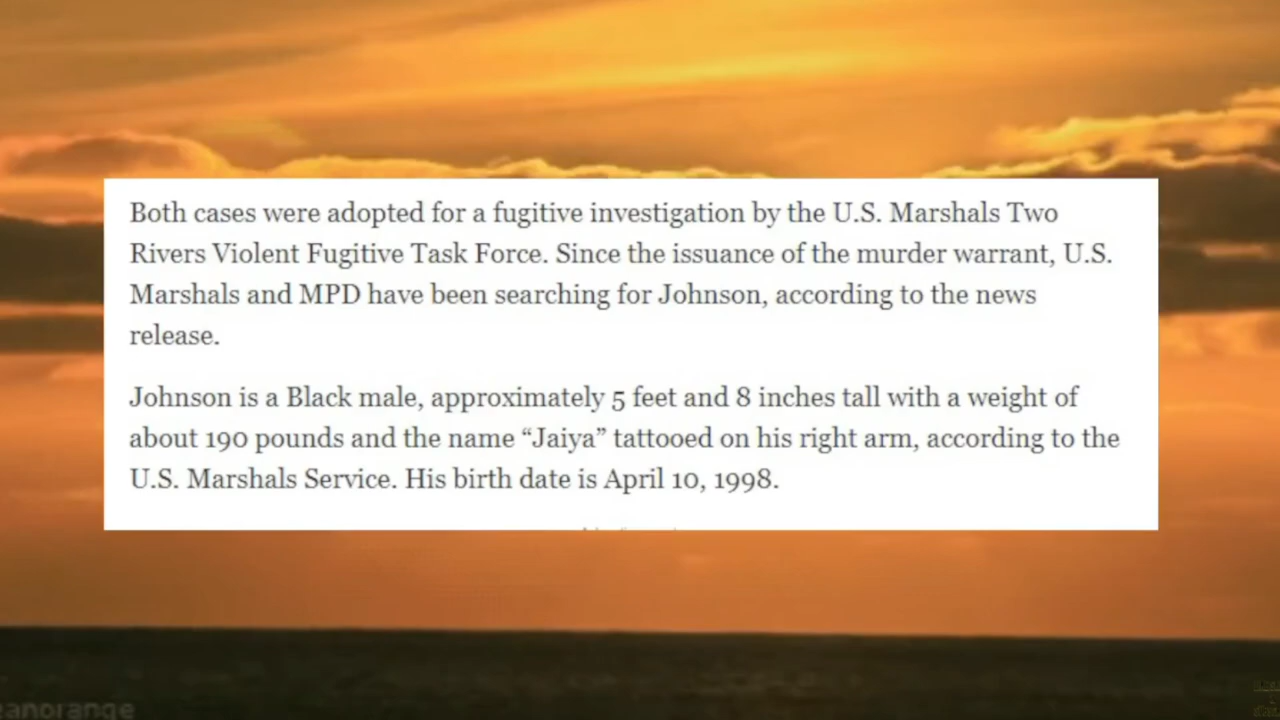 Both cases were adopted for a fugitive investigation by the U.S. Marshals Two
Rivers Violent Fugitive Task Force. Since the issuance of the murder warrant, U.S.
Marshals and MPD have been searching for Johnson, according to the news
release.
Johnson is a Black male, approximately 5 feet and 8 inches tall with a weight of
about 190 pounds and the name “Jaiya” tattooed on his right arm, according to the
U.S. Marshals Service. His birth date is April 10, 1998.
eanorange